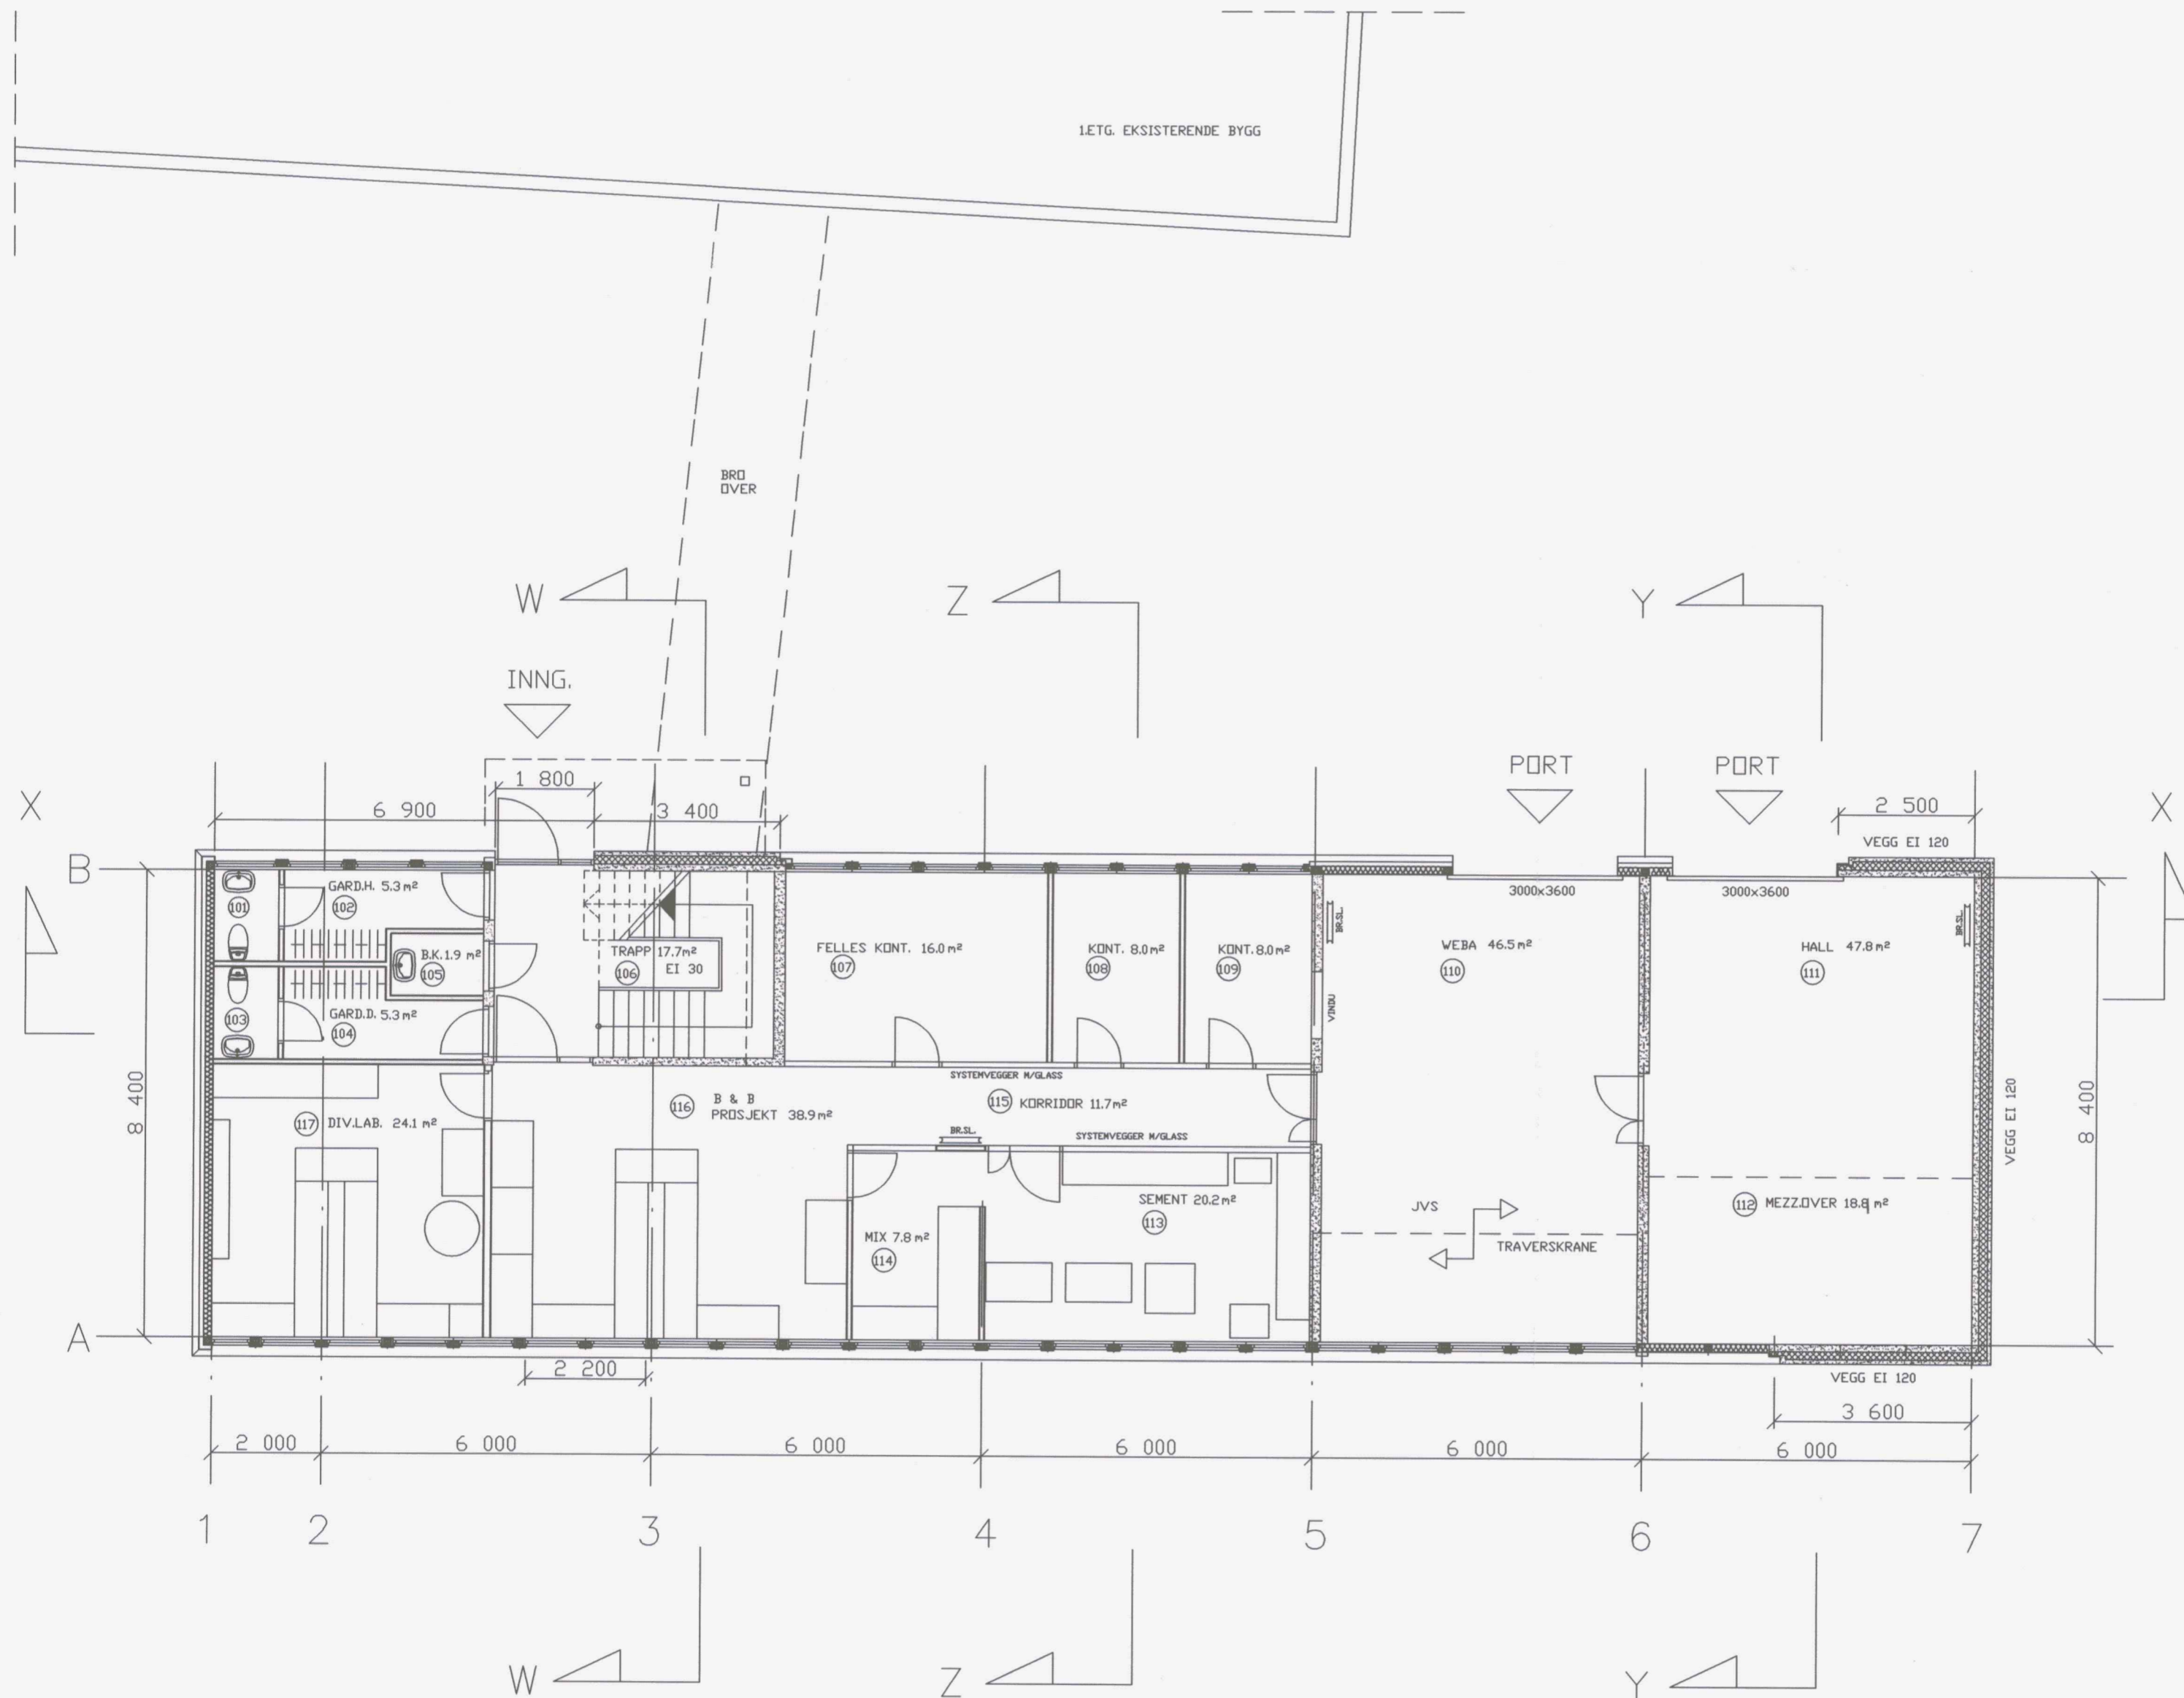 1.ETG. EKSISTERENDE BYGG
BRO
OVER
W
Z
Y
INNG.
PORT
PORT
X
X
1 800
6 900
3 400
2 500
VEGG EI 120
B
3000x3600
3000x3600
101
GARD.H. 5.3 m²
102
B.K. 1.9 m²
105
103
GARD.D. 5.3 m²
104
TRAPP 17.7m²
106
EI 30
FELLES KONT. 16.0 m²
107
KONT. 8.0 m²
108
KONT. 8.0 m²
109
BR.SL.
VINDU
WEBA 46.5 m²
110
HALL 47.8 m²
111
BR.SL.
8 400
SYSTEMVEGGER M/GLASS
116
B & B
PROSJEKT 38.9 m²
115
KORRIDOR 11.7 m²
BR.SL.
SYSTEMVEGGER M/GLASS
117
DIV.LAB. 24.1 m²
VEGG EI 120
8 400
SEMENT 20.2 m²
113
MIX 7.8 m²
114
JVS
TRAVERSKRANE
112
MEZZ.OVER 18.8 m²
A
2 200
VEGG EI 120
3 600
2 000
6 000
6 000
6 000
6 000
6 000
1
2
3
4
5
6
7
W
Z
Y